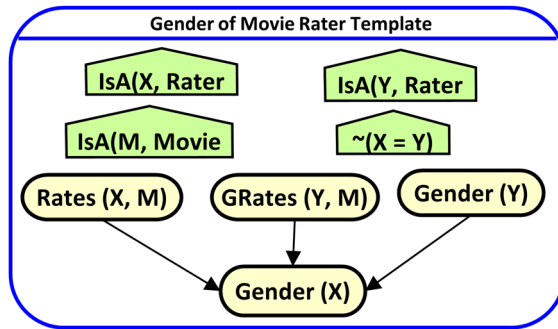 Gender of Movie Rater Template
IsA(X, Rater
IsA(Y, Rater
IsA(M, Movie
~(X = Y)
Rates (X, M)
GRates (Y, M)
Gender (Y)
Gender (X)